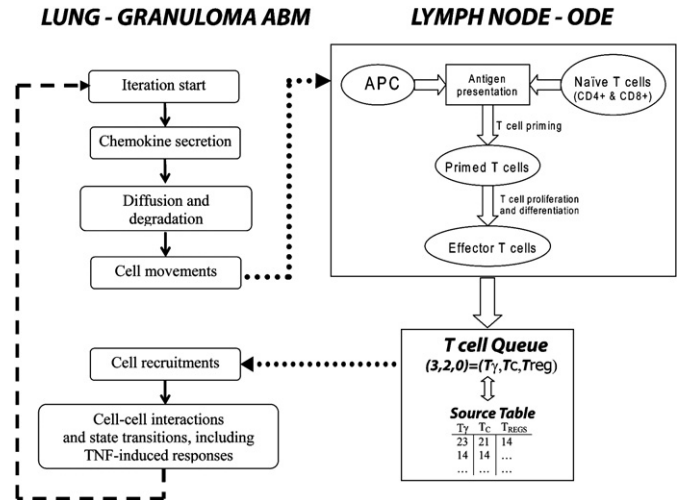 LUNG - GRANULOMA ABM
Iteration start
Chemokine secretion
Diffusion and
degradation
Cell movements
Cell recruitments
Cell-cell interactions
and state transitions, including
TNF-induced responses
LYMPH NODE - ODE
APC
Antigen
presentation
Naïve T cells
(CD4+ & CD8+)
T cell priming
Primed T cells
T cell proliferation
and differentiation
Effector T cells
T cell Queue
(3,2,0)=(Tγ,Tc,Treg)
Source Table
Tγ TC TREGS
23 21 14
14 14 ...
... ... ...